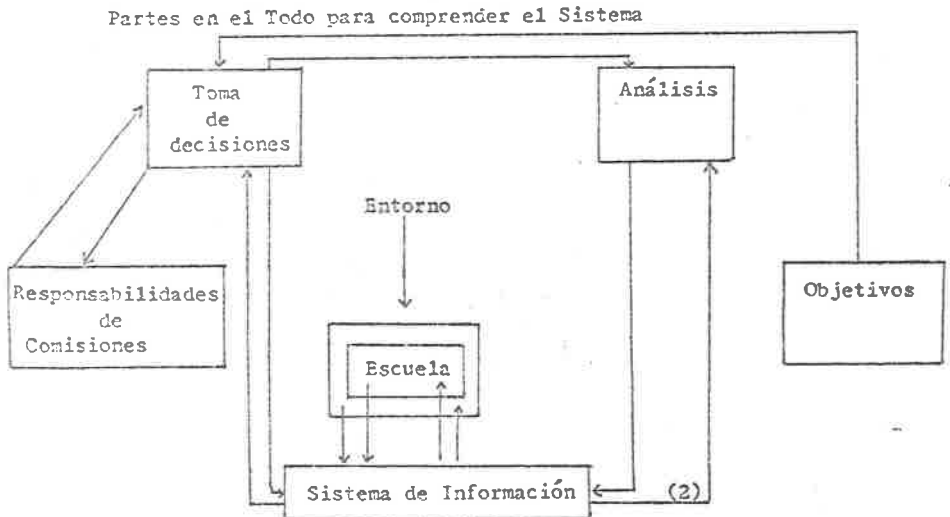 Partes en el Todo para comprender el Sistema
Toma
de
decisiones
Análisis
Entorno
Responsabilidades
de
Comisiones
Objetivos
Escuela
Sistema de Información
(2)